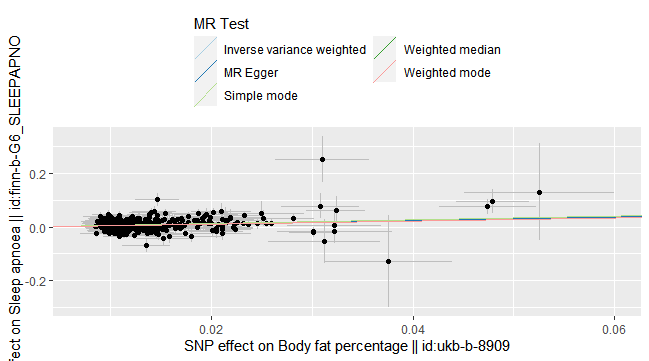 MR Test
Inverse variance weighted
Weighted median
MR Egger
Weighted mode
Simple mode
0.2
0.0
-0.2
0.02
0.04
0.06
SNP effect on Body fat percentage || id:ukb-b-8909
ffect on Sleep apnoea || id:finn-b-G6_SLEEPAPNO